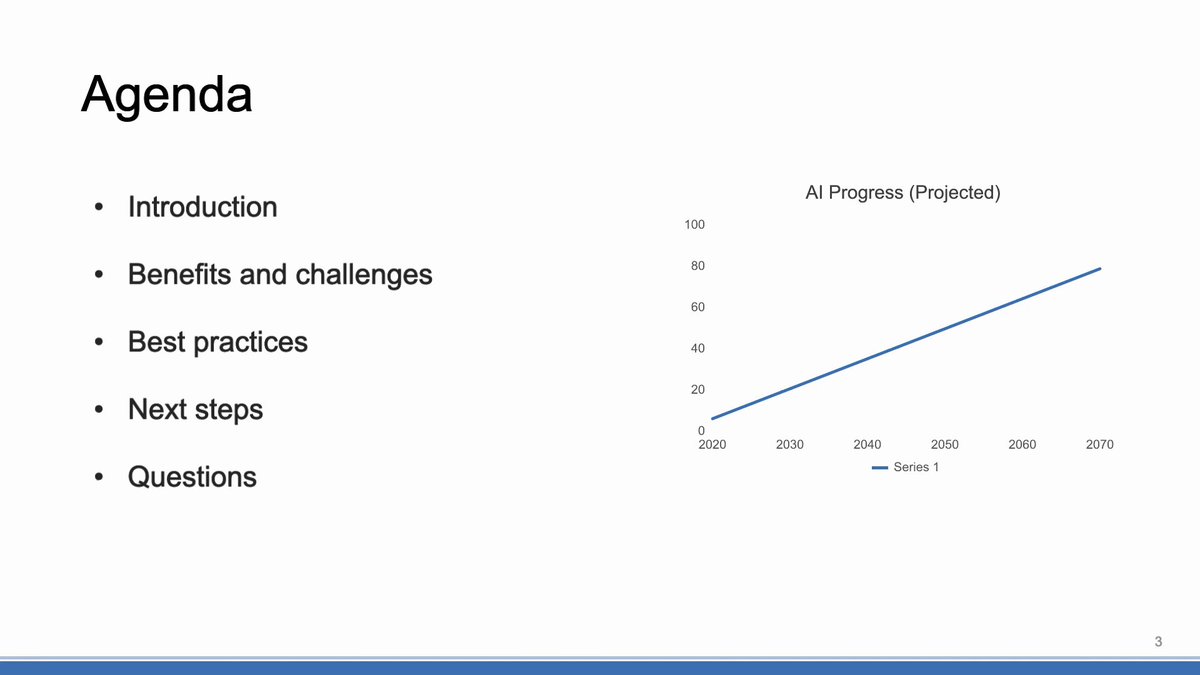 Agenda
• Introduction
• Benefits and challenges
• Best practices
• Next steps
• Questions
AI Progress (Projected)
100
80
60
40
20
0
2020 2030 2040 2050 2060 2070
Series 1
3